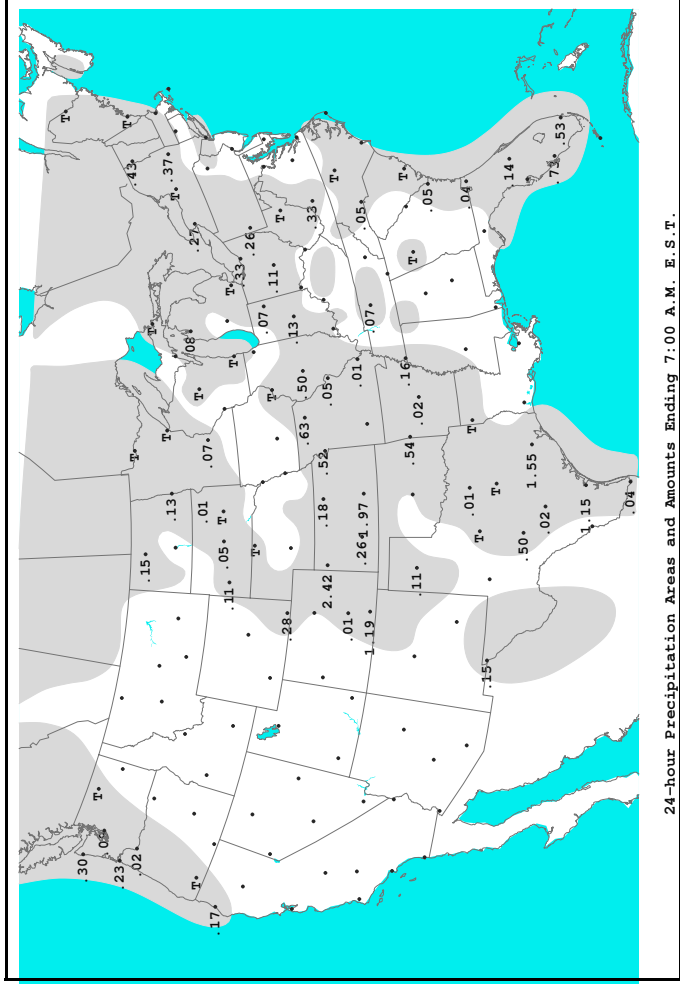 T
.30
T
.23
T
.43
T
.02
.15
T
T
.37
.13
T
.08
.27
T
T
.01
.07
.17
T
.05
.11
T
T
.33
.26
T
.07
T
.11
T
.28
.13
.50
.63
.33
.52
.18
.05
2.42
T
.01
.01
.05
.26
1.97
1.19
.07
T
.16
.54
T
.11
.02
.05
.04
.01
T
T
.15
T
.14
.50
1.55
.02
.73
.53
1.15
.04
24-hour Precipitation Areas and Amounts Ending 7:00 A.M. E.S.T.